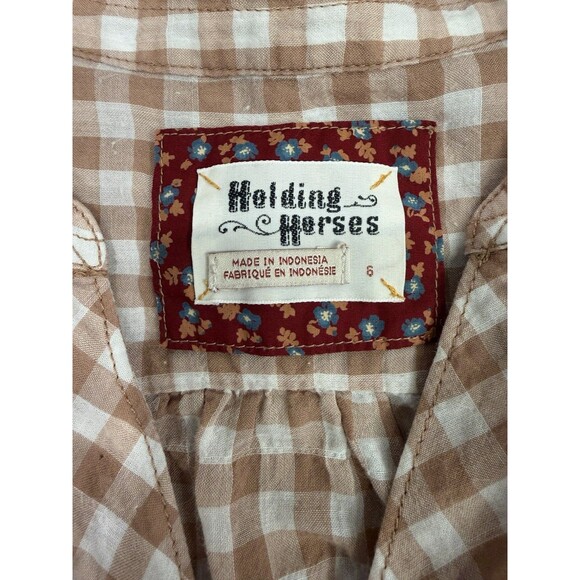 Holding
Horses
MADE IN INDONESIA
FABRIQUÉ EN INDONÉSIE
6